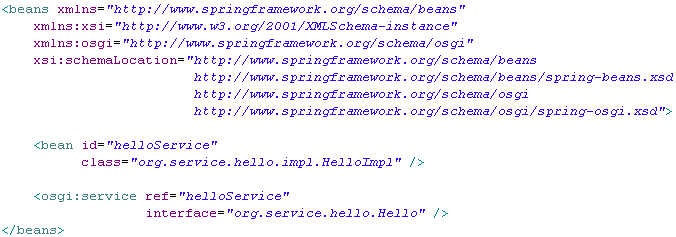 <beans xmlns="http://www.springframework.org/schema/beans"
    xmlns:xsi="http://www.w3.org/2001/XMLSchema-instance"
    xmlns:osgi="http://www.springframework.org/schema/osgi"
    xsi:schemaLocation="http://www.springframework.org/schema/beans
                        http://www.springframework.org/schema/beans/spring-beans.xsd
                        http://www.springframework.org/schema/osgi
                        http://www.springframework.org/schema/osgi/spring-osgi.xsd">
    <bean id="helloService"
          class="org.service.hello.impl.HelloImpl" />
    <osgi:service ref="helloService"
                  interface="org.service.hello.Hello" />
</beans>